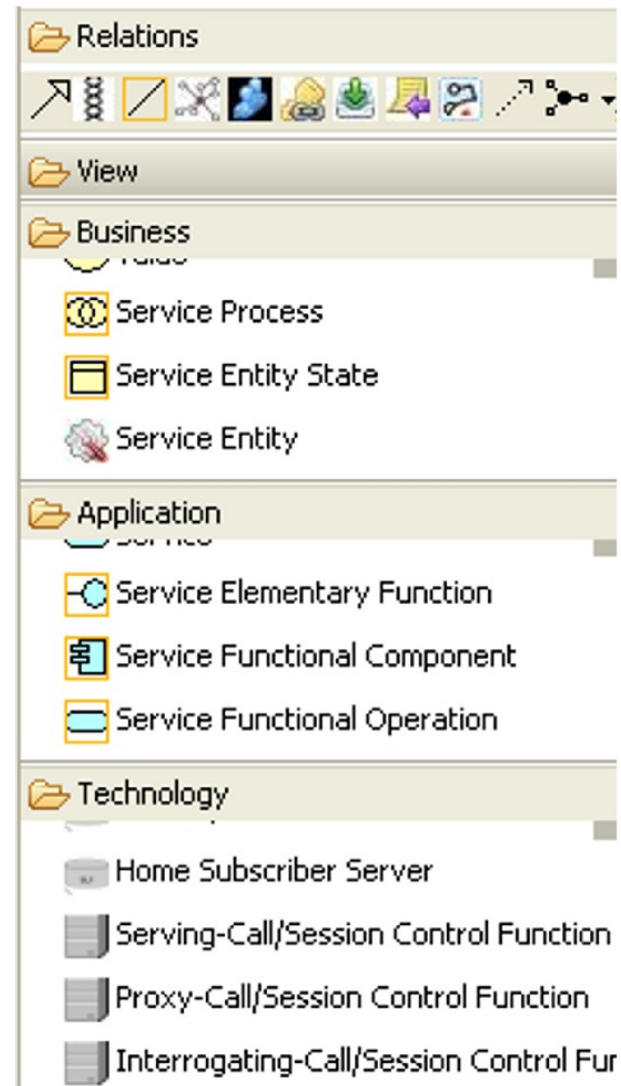 Relations
View
Business
Service Process
Service Entity State
Service Entity
Application
Service Elementary Function
Service Functional Component
Service Functional Operation
Technology
Home Subscriber Server
Serving-Call/Session Control Function
Proxy-Call/Session Control Function
Interrogating-Call/Session Control Fur